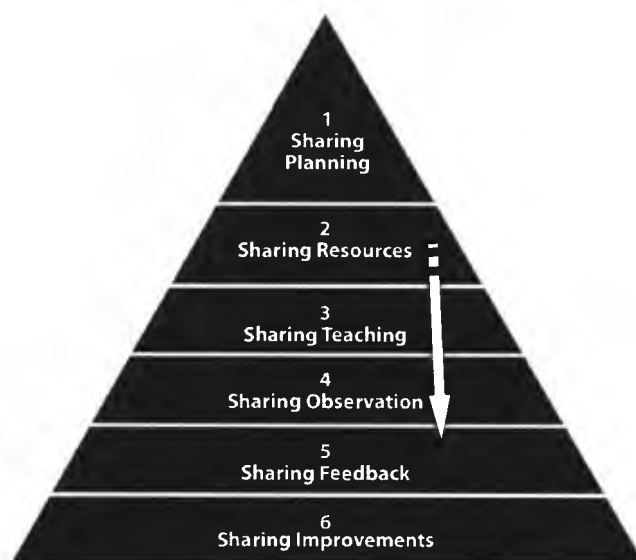 1
Sharing
Planning
2
Sharing Resources
3
Sharing Teaching
4
Sharing Observation
5
Sharing Feedback
6
Sharing Improvements